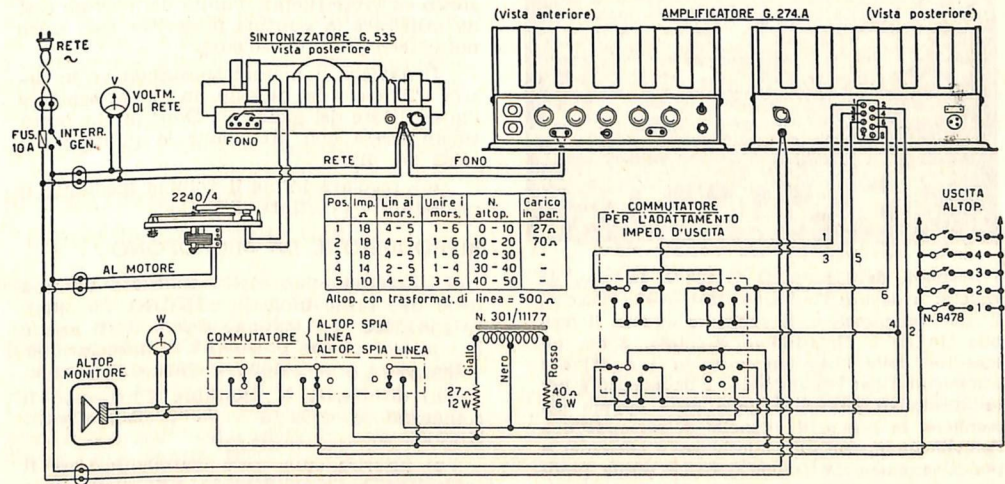 (Vista anteriore) AMPLIFICATORE G. 274.A (Vista posteriore)
SINTONIZZATORE G. 535
Vista posteriore
RETE
~
V
VOLTM.
DI RETE
FUS.
10 A
INTERR.
GEN.
FONO
RETE FONO
2240/4
AL MOTORE
Pos. Imp. Ω Lin ai mors. Unire i mors. N. altop. Carico in par.
1 18 4 - 5 1 - 6 0 - 10 27Ω
2 18 4 - 5 1 - 6 10 - 20 70Ω
3 18 4 - 5 1 - 6 20 - 30 -
4 14 2 - 5 1 - 4 30 - 40 -
5 10 4 - 5 3 - 6 40 - 50 -
Altop. con trasformat. di linea = 500 Ω
COMMUTATORE
PER L'ADATTAMENTO
IMPED. D'USCITA
1
3
5
6
4
2
USCITA
ALTOP.
5
4
3
2
1
N. 8478
W
ALTOP.
MONITORE
COMMUTATORE
ALTOP. SPIA
LINEA
ALTOP. SPIA LINEA
N. 301/11177
Giallo
Nero
Rosso
27Ω
12 W
40Ω
6 W